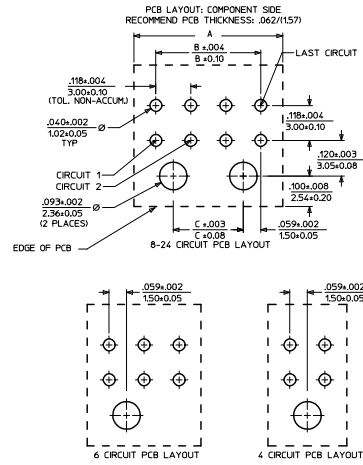 PCB LAYOUT: COMPONENT SIDE
RECOMMEND PCB THICKNESS: .062/(1.57)
A
B ±.004
B ±0.10
LAST CIRCUIT
.118±.004
3.00±0.10
(TOL. NON-ACCUM.)
.118±.004
3.00±0.10
.040±.002
1.02±0.05
Ø
TYP
.120±.003
3.05±0.08
CIRCUIT 1
CIRCUIT 2
.093±.002
2.36±0.05
Ø
(2 PLACES)
.100±.008
2.54±0.20
C ±.003
C ±0.08
.059±.002
1.50±0.05
EDGE OF PCB
8-24 CIRCUIT PCB LAYOUT
.059±.002
1.50±0.05
.059±.002
1.50±0.05
6 CIRCUIT PCB LAYOUT
4 CIRCUIT PCB LAYOUT